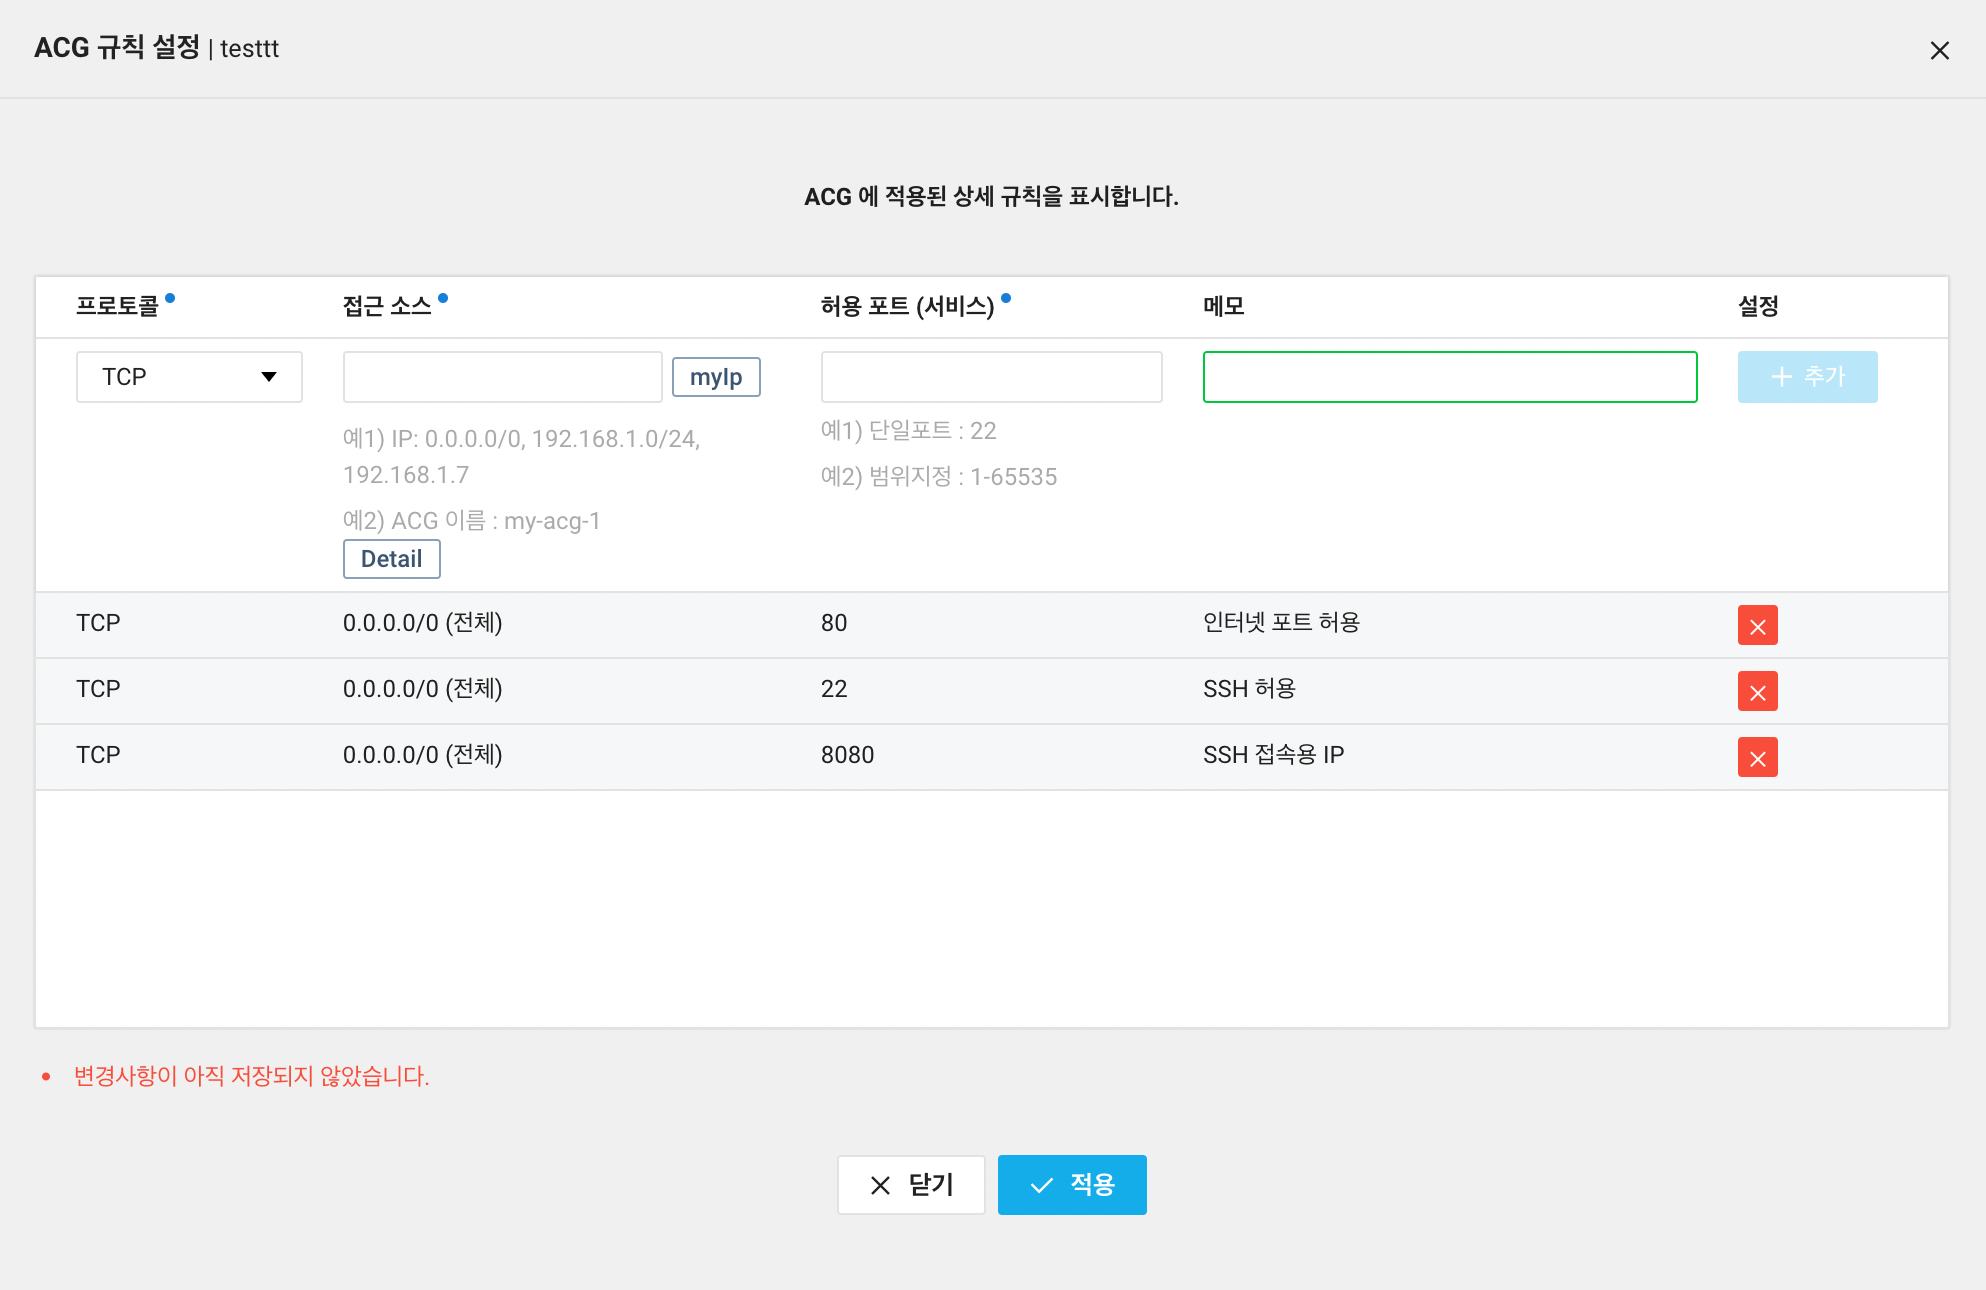 ACG 규칙 설정 | testtt
ACG 에 적용된 상세 규칙을 표시합니다.
프로토콜 접근 소스 허용 포트 (서비스) 메모 설정
TCP myIp + 추가
예1) IP: 0.0.0.0/0, 192.168.1.0/24,
192.168.1.7
예2) ACG 이름 : my-acg-1
Detail
예1) 단일포트 : 22
예2) 범위지정 : 1-65535
TCP 0.0.0.0/0 (전체) 80 인터넷 포트 허용
TCP 0.0.0.0/0 (전체) 22 SSH 허용
TCP 0.0.0.0/0 (전체) 8080 SSH 접속용 IP
• 변경사항이 아직 저장되지 않았습니다.
닫기 적용